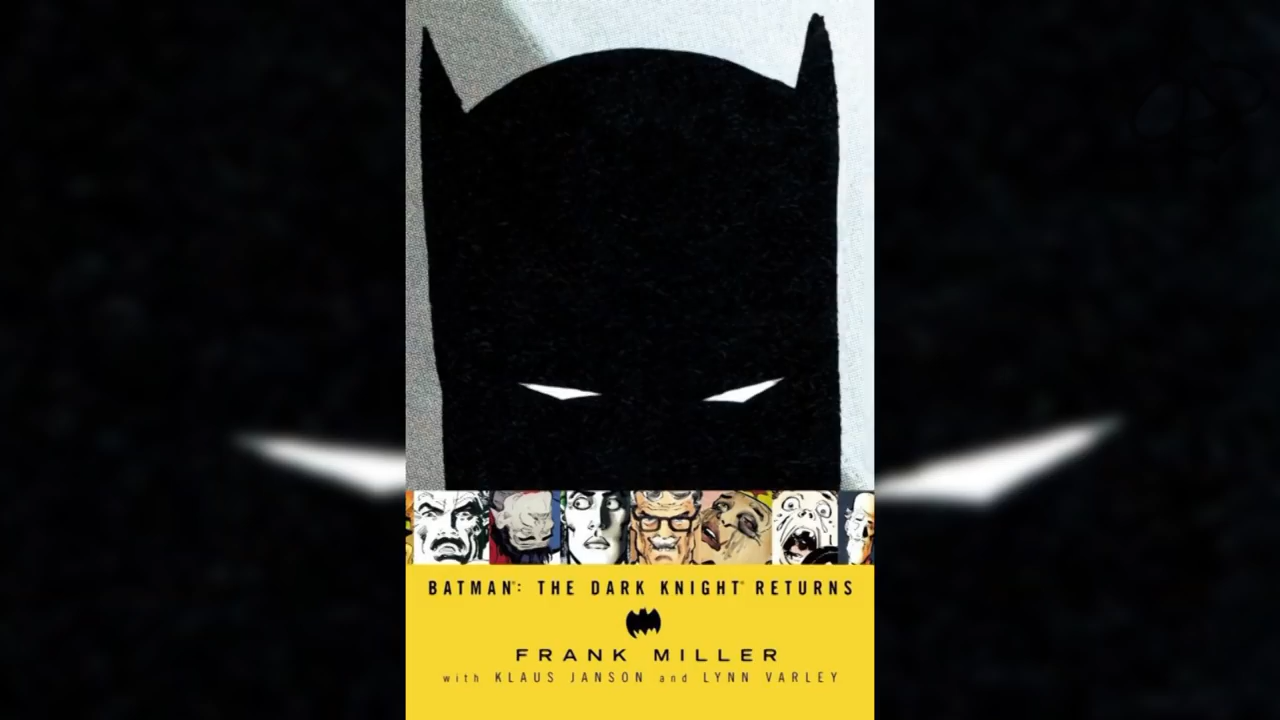 BATMAN®: THE DARK KNIGHT® RETURNS
FRANK MILLER
with KLAUS JANSON and LYNN VARLEY